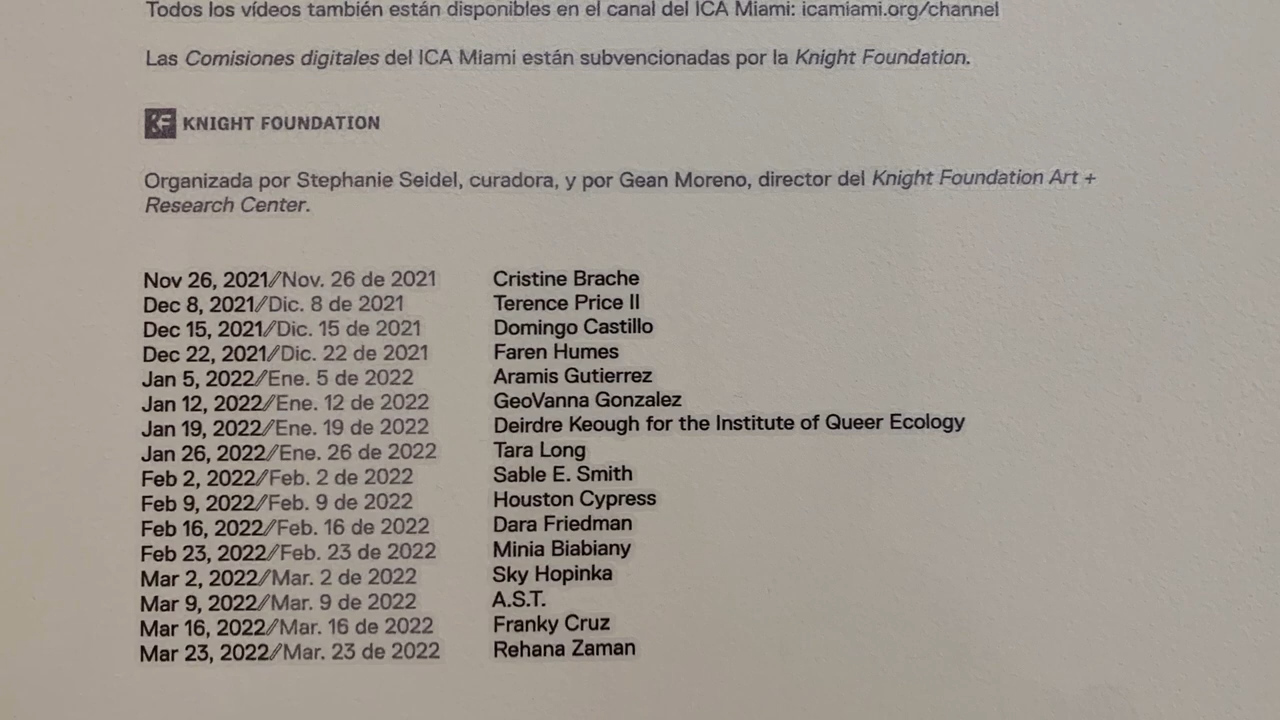 Todos los vídeos también están disponibles en el canal del ICA Miami: icamiami.org/channel
Las Comisiones digitales del ICA Miami están subvencionadas por la Knight Foundation.
KF KNIGHT FOUNDATION
Organizada por Stephanie Seidel, curadora, y por Gean Moreno, director del Knight Foundation Art +
Research Center.
Nov 26, 2021//Nov. 26 de 2021 Cristine Brache
Dec 8, 2021//Dic. 8 de 2021 Terence Price II
Dec 15, 2021//Dic. 15 de 2021 Domingo Castillo
Dec 22, 2021//Dic. 22 de 2021 Faren Humes
Jan 5, 2022//Ene. 5 de 2022 Aramis Gutierrez
Jan 12, 2022//Ene. 12 de 2022 GeoVanna Gonzalez
Jan 19, 2022//Ene. 19 de 2022 Deirdre Keough for the Institute of Queer Ecology
Jan 26, 2022//Ene. 26 de 2022 Tara Long
Feb 2, 2022//Feb. 2 de 2022 Sable E. Smith
Feb 9, 2022//Feb. 9 de 2022 Houston Cypress
Feb 16, 2022//Feb. 16 de 2022 Dara Friedman
Feb 23, 2022//Feb. 23 de 2022 Minia Biabiany
Mar 2, 2022//Mar. 2 de 2022 Sky Hopinka
Mar 9, 2022//Mar. 9 de 2022 A.S.T.
Mar 16, 2022//Mar. 16 de 2022 Franky Cruz
Mar 23, 2022//Mar. 23 de 2022 Rehana Zaman